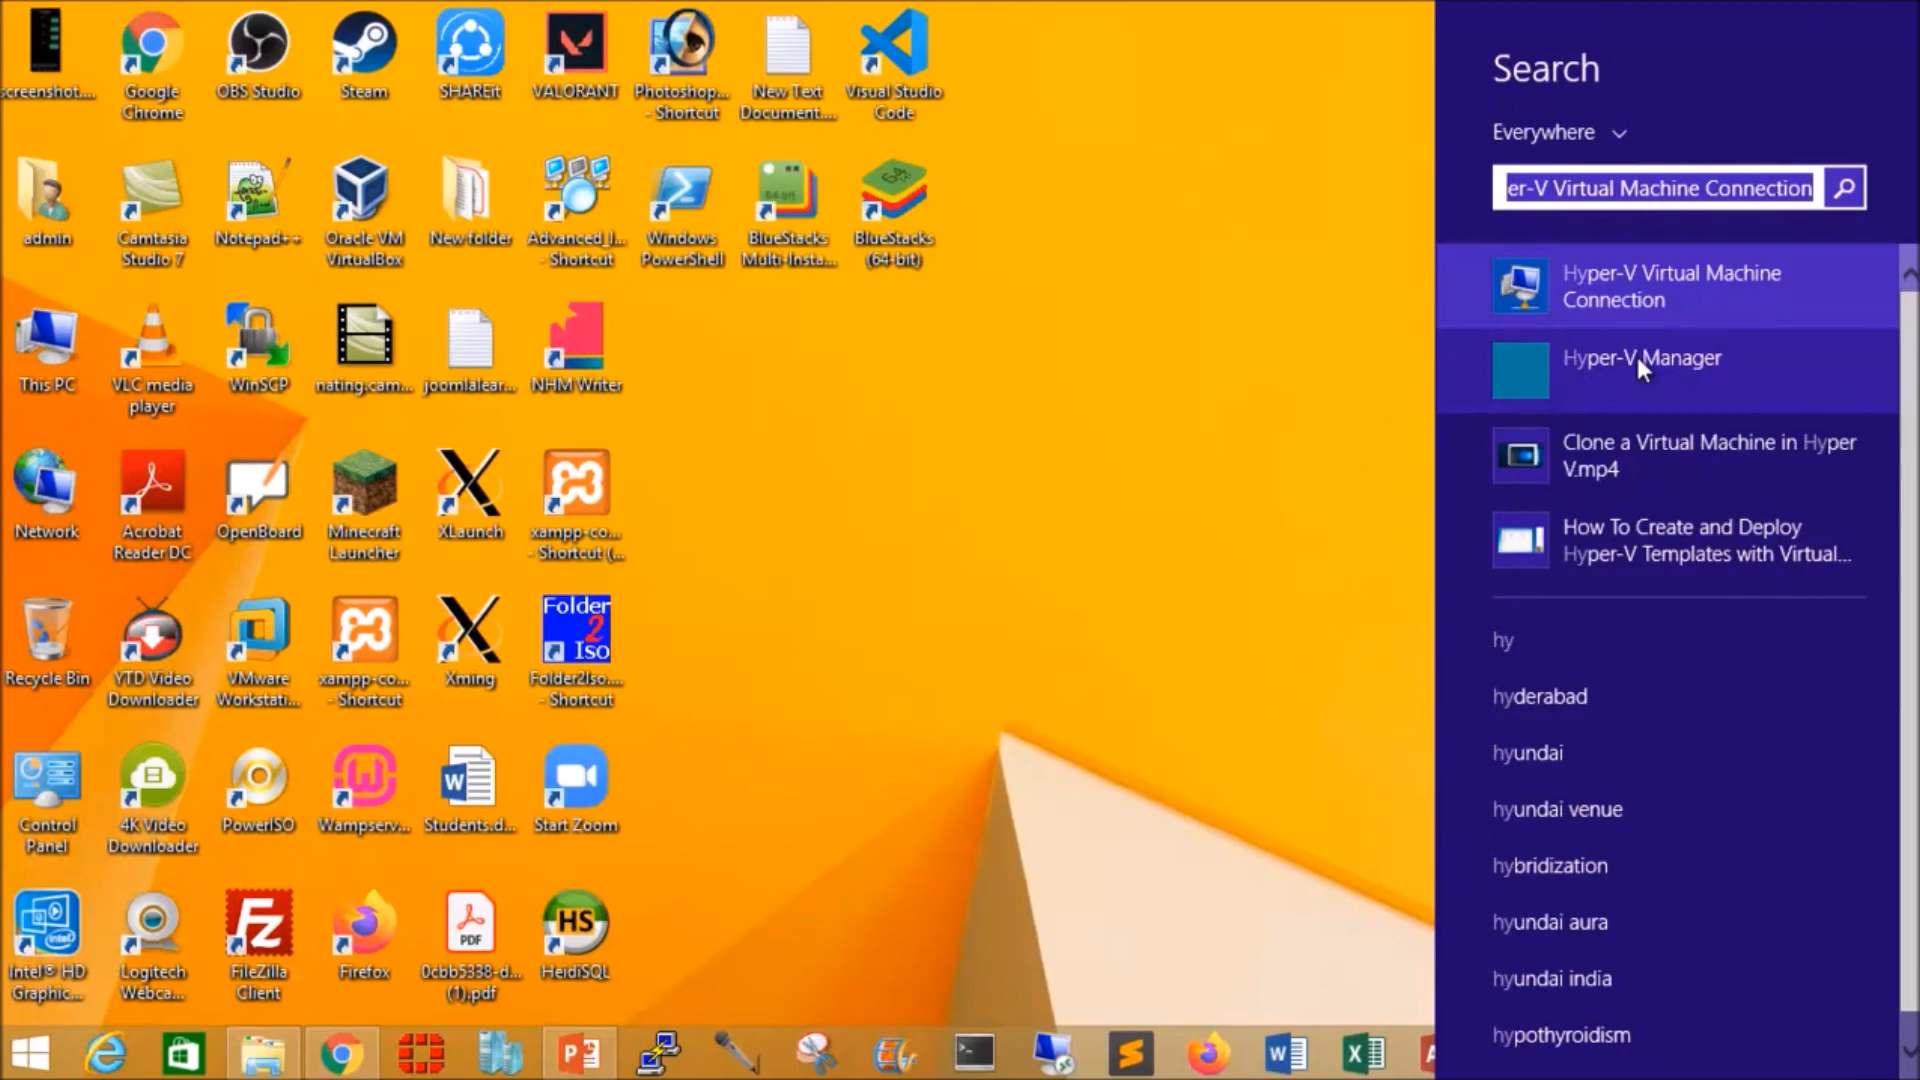 screenshot....
Google
Chrome
OBS Studio
Steam
SHAREit
VALORANT
Photoshop...
- Shortcut
New Text
Document....
Visual Studio
Code
admin
Camtasia
Studio 7
Notepad++
Oracle VM
VirtualBox
New folder
Advanced_I...
- Shortcut
Windows
PowerShell
64-bit
BlueStacks
Multi-Insta...
64
BlueStacks
(64-bit)
This PC
VLC media
player
WinSCP
nating.cam...
joomlalear...
NHM Writer
Network
Acrobat
Reader DC
OpenBoard
Minecraft
Launcher
XLaunch
xampp-co...
- Shortcut (...
Recycle Bin
YTD Video
Downloader
VMware
Workstati...
xampp-co...
- Shortcut
Xming
Folder
2
Iso
Folder2Iso....
- Shortcut
Control
Panel
4K Video
Downloader
PowerISO
Wampserv...
Students.d...
Start Zoom
intel
Intel® HD
Graphic...
Logitech
Webca...
Fz
FileZilla
Client
Firefox
PDF
0cbb5338-d...
(1).pdf
HS
HeidiSQL
Search
Everywhere
er-V Virtual Machine Connection
Hyper-V Virtual Machine
Connection
Hyper-V Manager
Clone a Virtual Machine in Hyper
V.mp4
How To Create and Deploy
Hyper-V Templates with Virtual...
hy
hyderabad
hyundai
hyundai venue
hybridization
hyundai aura
hyundai india
hypothyroidism